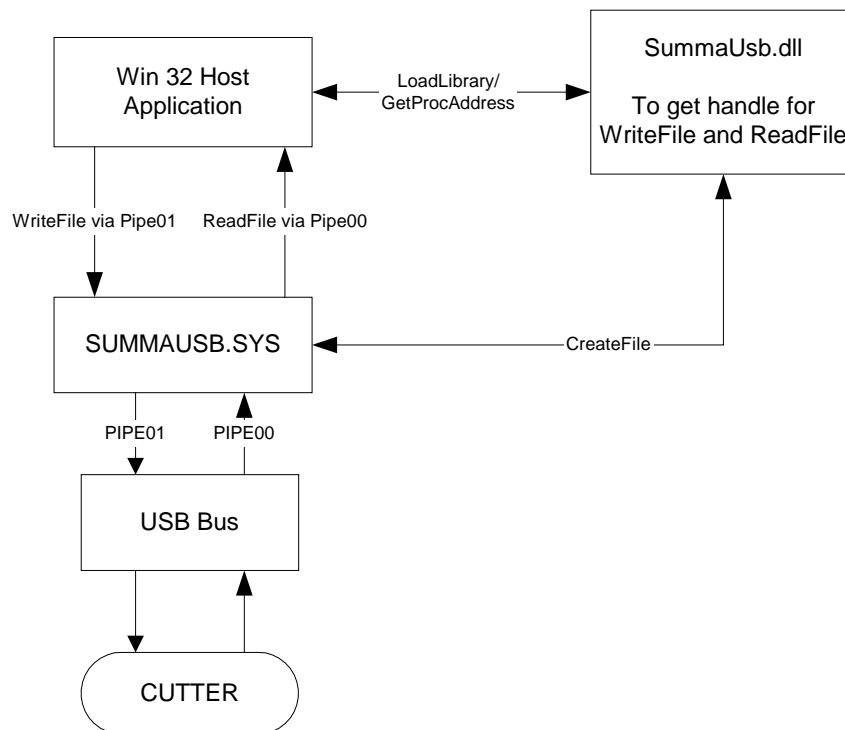 Win 32 Host
Application
LoadLibrary/
GetProcAddress
SummaUsb.dll
To get handle for
WriteFile and ReadFile
WriteFile via Pipe01
ReadFile via Pipe00
SUMMAUSB.SYS
CreateFile
PIPE01
PIPE00
USB Bus
CUTTER